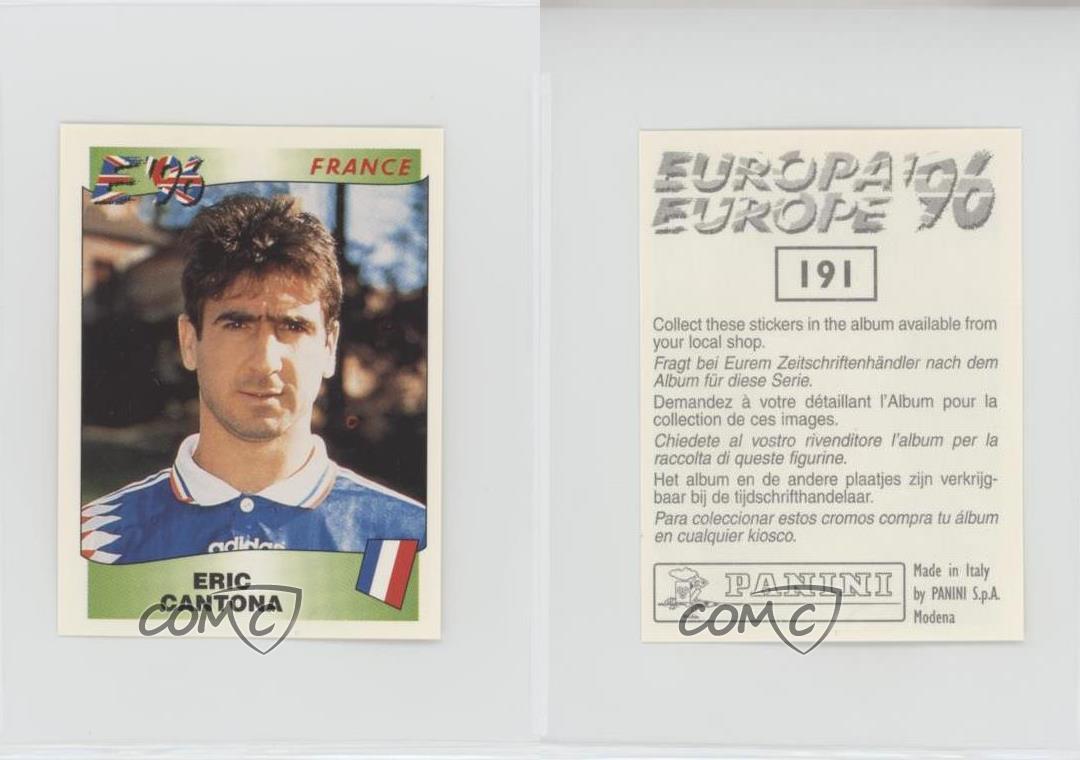 E'96
FRANCE
adidas
ERIC
CANTONA
COMC
EUROPA '96
EUROPE
191
Collect these stickers in the album available from
your local shop.
Fragt bei Eurem Zeitschriftenhändler nach dem
Album für diese Serie.
Demandez à votre détaillant l'Album pour la
collection de ces images.
Chiedete al vostro rivenditore l'album per la
raccolta di queste figurine.
Het album en de andere plaatjes zijn verkrijg-
baar bij de tijdschrifthandelaar.
Para coleccionar estos cromos compra tu álbum
en cualquier kiosco.
PANINI
Made in Italy
by PANINI S.p.A.
Modena
COMC